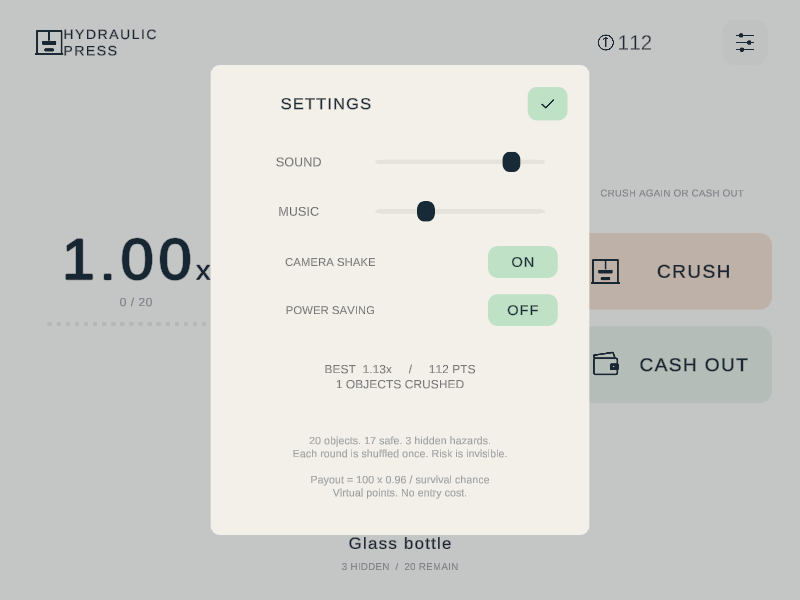 HYDRAULIC
PRESS
112
SETTINGS
SOUND
MUSIC
CAMERA SHAKE
ON
POWER SAVING
OFF
BEST 1.13x / 112 PTS
1 OBJECTS CRUSHED
20 objects. 17 safe. 3 hidden hazards.
Each round is shuffled once. Risk is invisible.
Payout = 100 x 0.96 / survival chance
Virtual points. No entry cost.
1.00x
0 / 20
CRUSH AGAIN OR CASH OUT
CRUSH
CASH OUT
Glass bottle
3 HIDDEN / 20 REMAIN